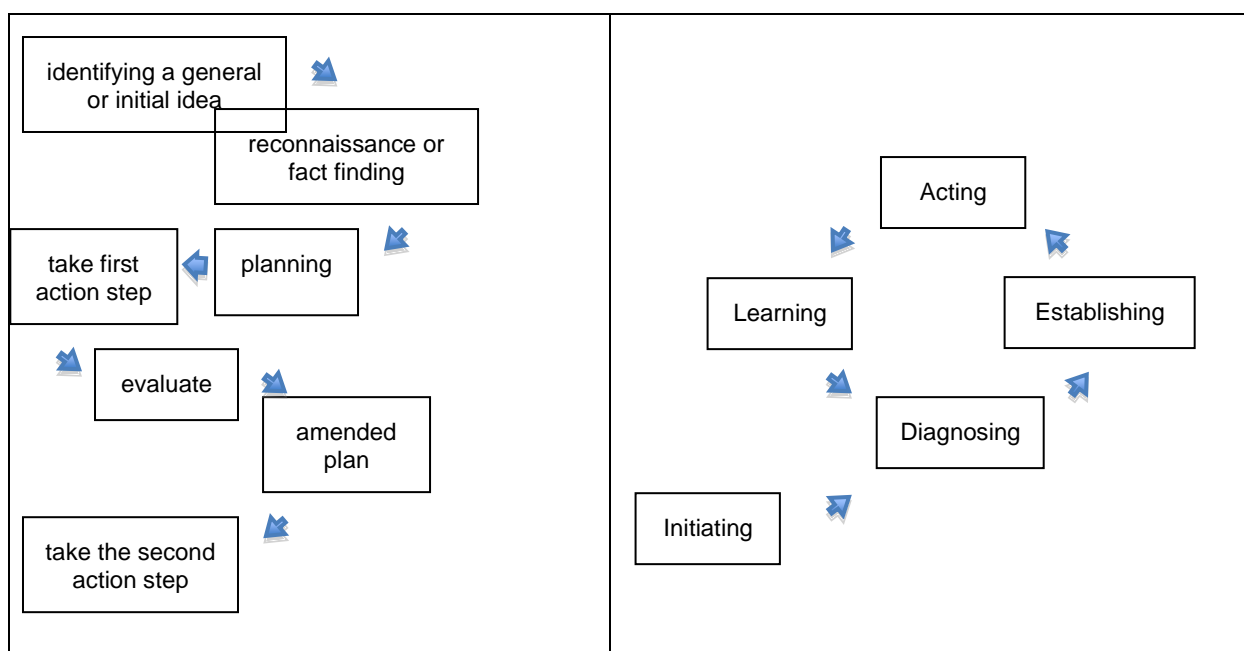 identifying a general
or initial idea
reconnaissance or
fact finding
take first
action step
planning
evaluate
amended
plan
take the second
action step
Acting
Learning
Establishing
Diagnosing
Initiating